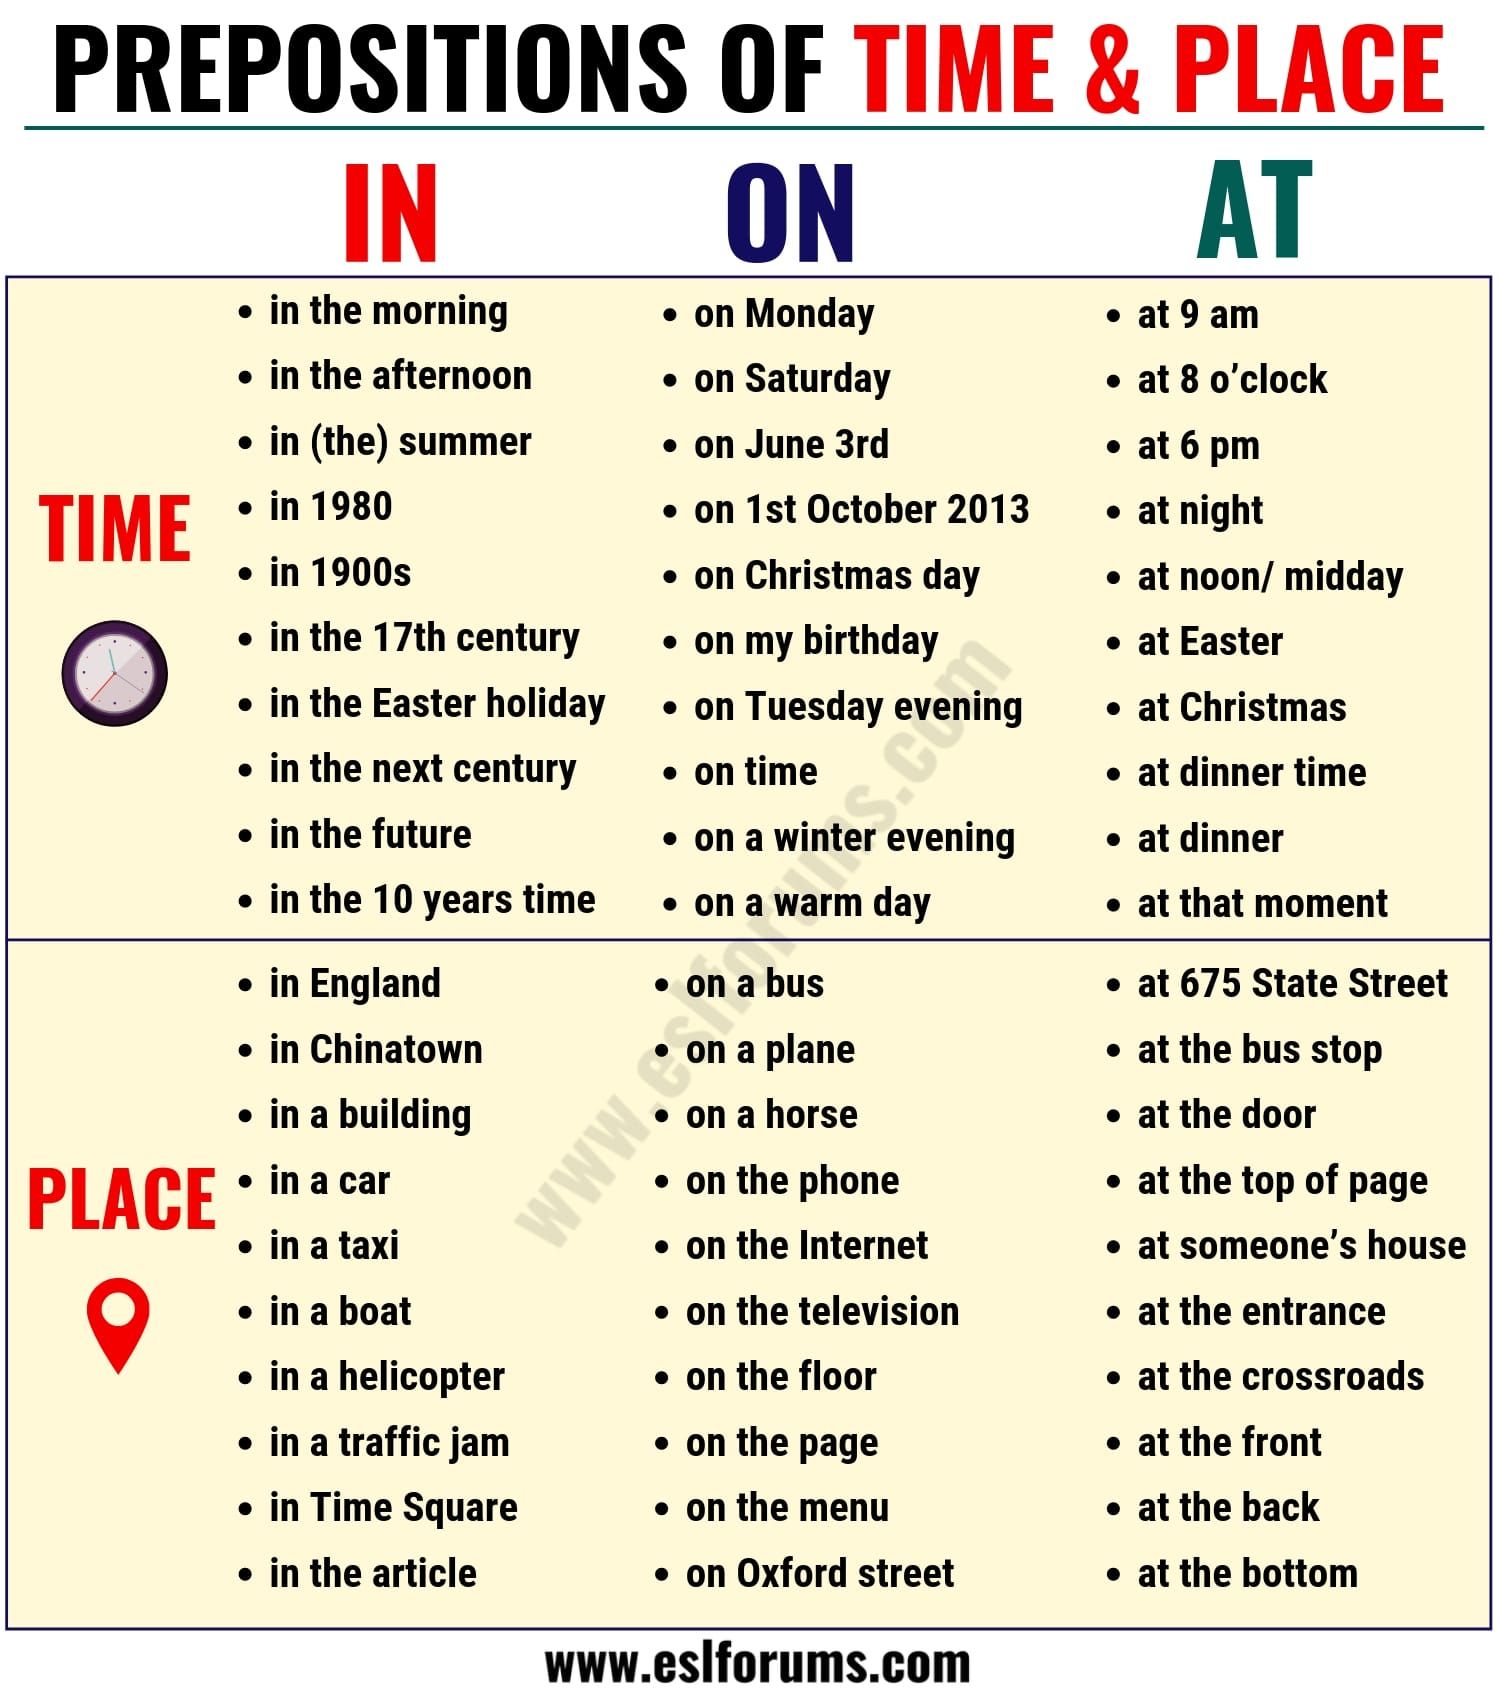 PREPOSITIONS OF TIME & PLACE
IN
ON
AT
TIME
in the morning
in the afternoon
in (the) summer
in 1980
in 1900s
in the 17th century
in the Easter holiday
in the next century
in the future
in the 10 years time
on Monday
on Saturday
on June 3rd
on 1st October 2013
on Christmas day
on my birthday
on Tuesday evening
on time
on a winter evening
on a warm day
at 9 am
at 8 o’clock
at 6 pm
at night
at noon/ midday
at Easter
at Christmas
at dinner time
at dinner
at that moment
PLACE
in England
in Chinatown
in a building
in a car
in a taxi
in a boat
in a helicopter
in a traffic jam
in Time Square
in the article
on a bus
on a plane
on a horse
on the phone
on the Internet
on the television
on the floor
on the page
on the menu
on Oxford street
at 675 State Street
at the bus stop
at the door
at the top of page
at someone’s house
at the entrance
at the crossroads
at the front
at the back
at the bottom
www.eslforums.com
www.eslforums.com